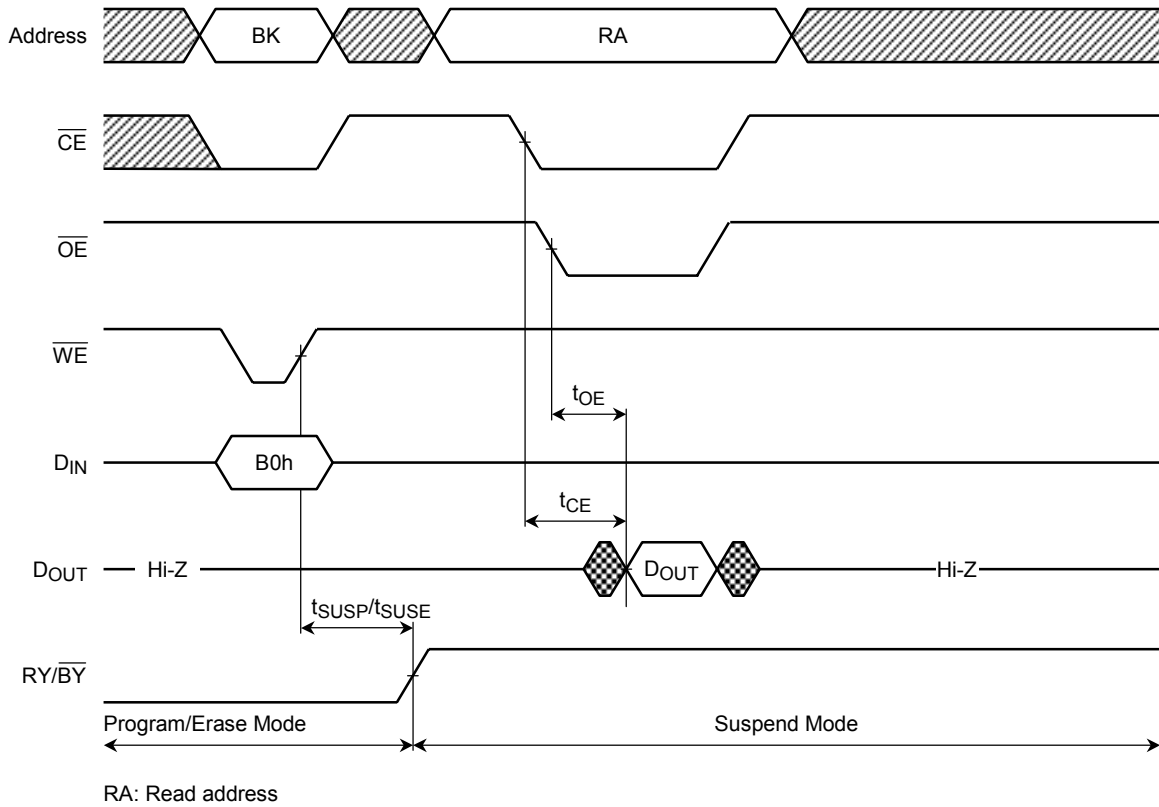 Address BK RA
CE
OE
WE
tOE
DIN B0h
tCE
DOUT Hi-Z DOUT Hi-Z
tSUSP/tSUSE
RY/BY
Program/Erase Mode Suspend Mode
RA: Read address